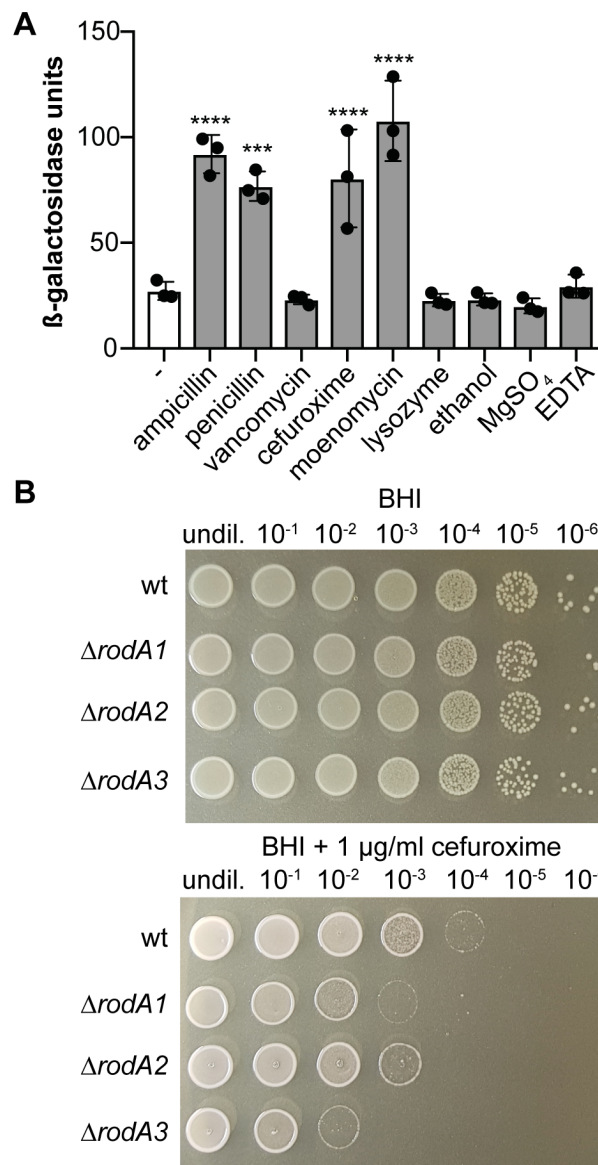 A
150
100
50
0
ß-galactosidase units
****
***
****
****
-
ampicillin
penicillin
vancomycin
cefuroxime
moenomycin
lysozyme
ethanol
MgSO₄
EDTA
B
BHI
undil. 10⁻¹ 10⁻² 10⁻³ 10⁻⁴ 10⁻⁵ 10⁻⁶
wt
ΔrodA1
ΔrodA2
ΔrodA3
BHI + 1 µg/ml cefuroxime
undil. 10⁻¹ 10⁻² 10⁻³ 10⁻⁴ 10⁻⁵ 10⁻
wt
ΔrodA1
ΔrodA2
ΔrodA3